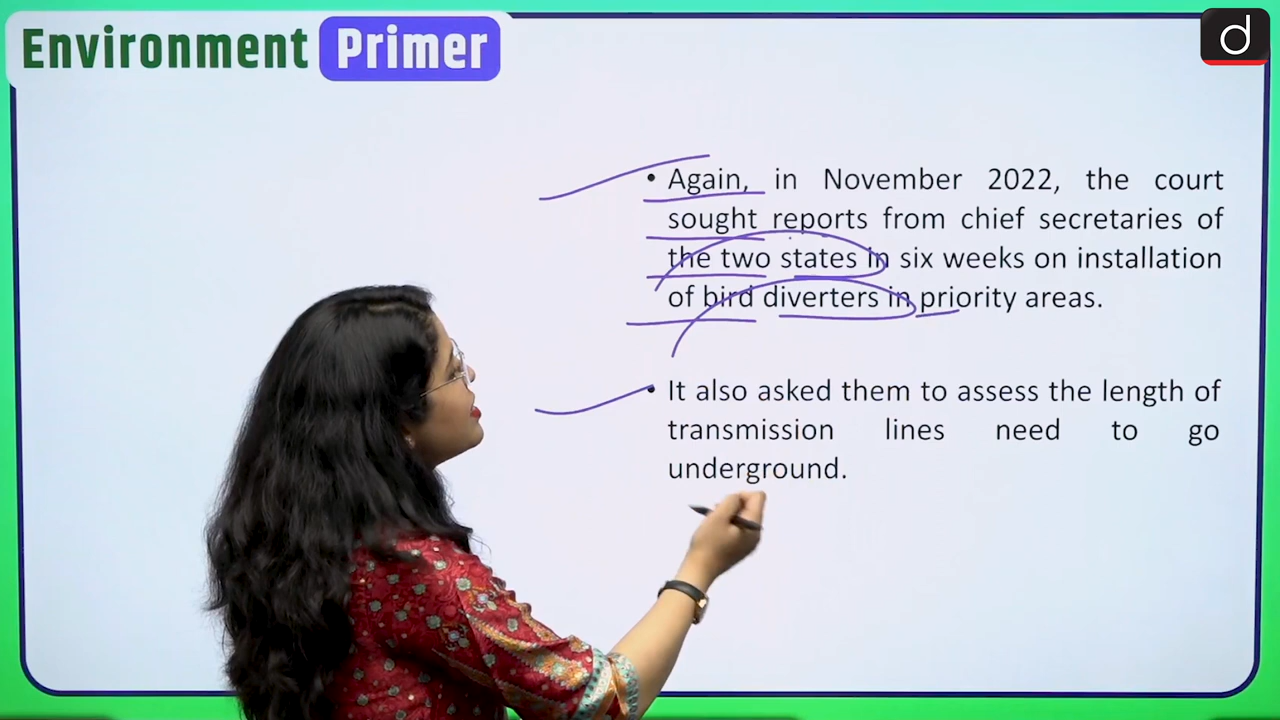 Environment Primer
d
• Again, in November 2022, the court
sought reports from chief secretaries of
the two states in six weeks on installation
of bird diverters in priority areas.
• It also asked them to assess the length of
transmission lines need to go
underground.